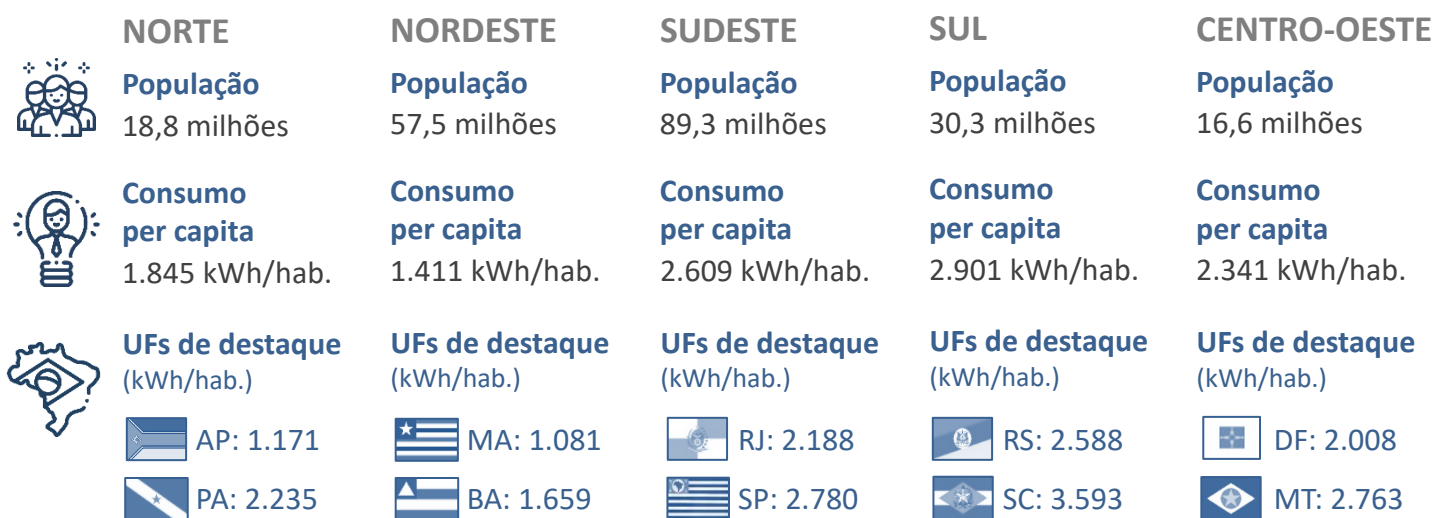 NORTE
População
18,8 milhões
Consumo
per capita
1.845 kWh/hab.
UFs de destaque
(kWh/hab.)
AP: 1.171
PA: 2.235
NORDESTE
População
57,5 milhões
Consumo
per capita
1.411 kWh/hab.
UFs de destaque
(kWh/hab.)
MA: 1.081
BA: 1.659
SUDESTE
População
89,3 milhões
Consumo
per capita
2.609 kWh/hab.
UFs de destaque
(kWh/hab.)
RJ: 2.188
SP: 2.780
SUL
População
30,3 milhões
Consumo
per capita
2.901 kWh/hab.
UFs de destaque
(kWh/hab.)
RS: 2.588
SC: 3.593
CENTRO-OESTE
População
16,6 milhões
Consumo
per capita
2.341 kWh/hab.
UFs de destaque
(kWh/hab.)
DF: 2.008
MT: 2.763